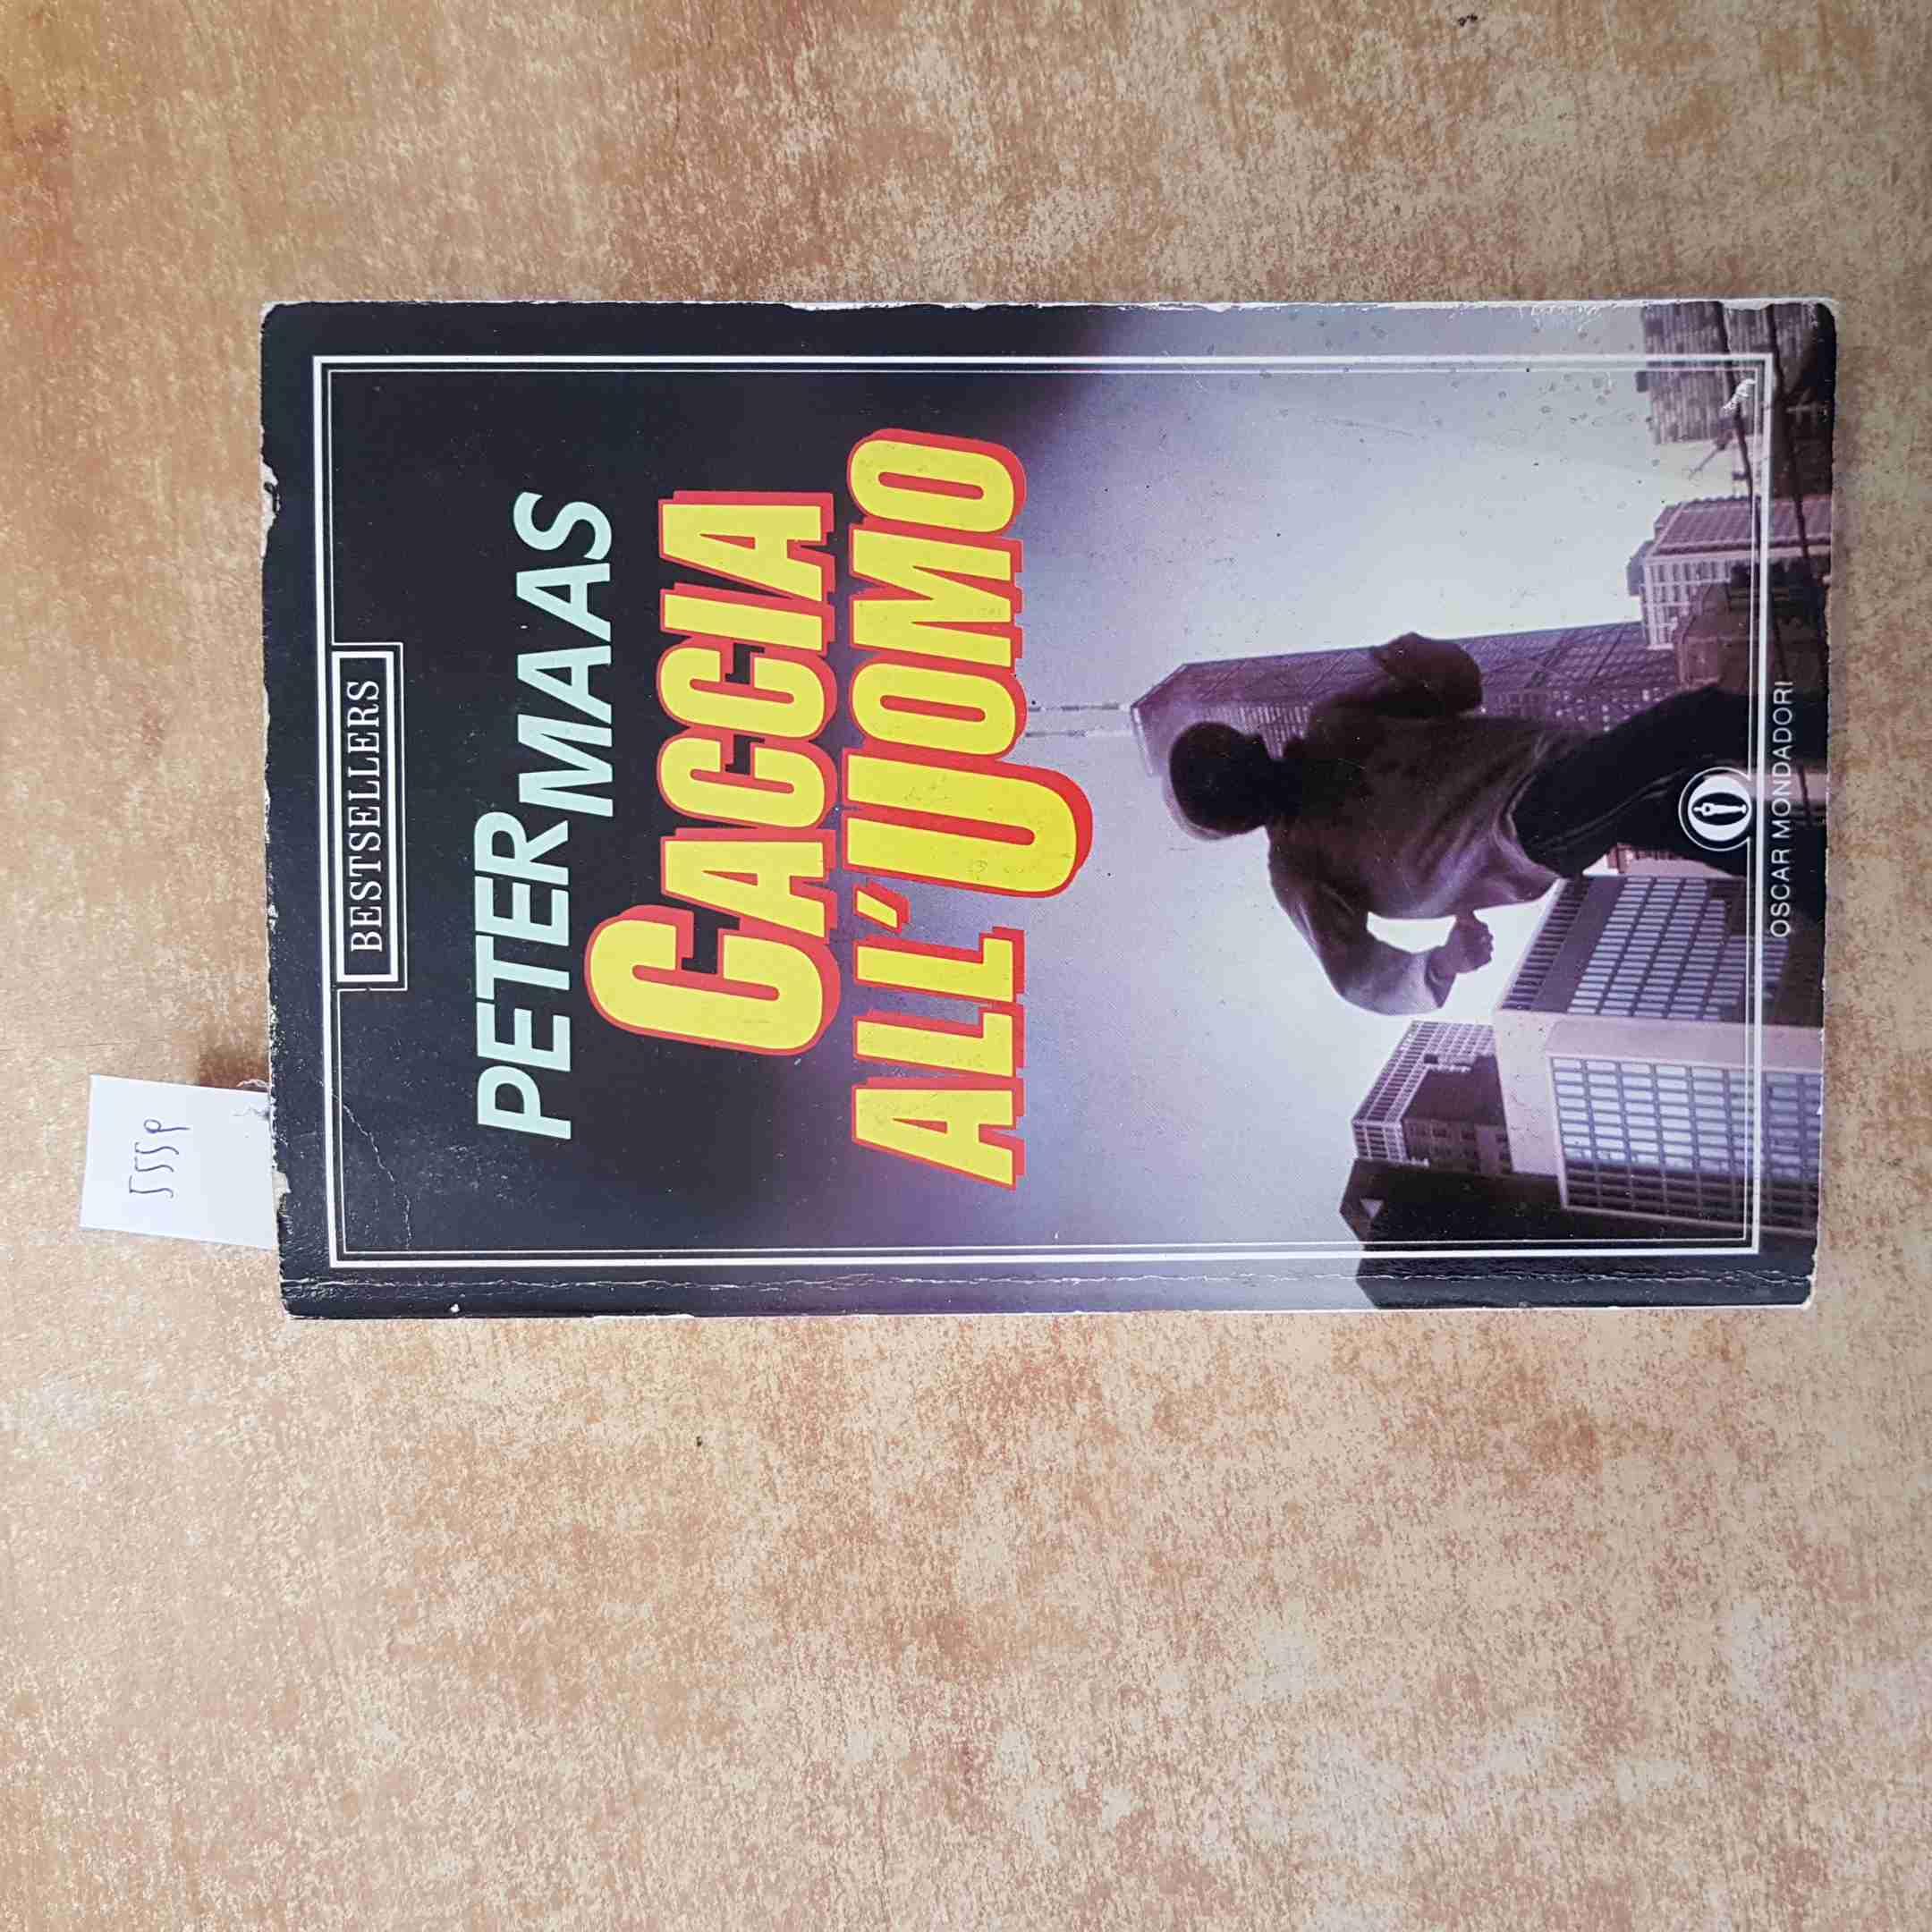 555P
BESTSELLERS
PETER MAAS
CACCIA
ALL'UOMO
OSCAR MONDADORI